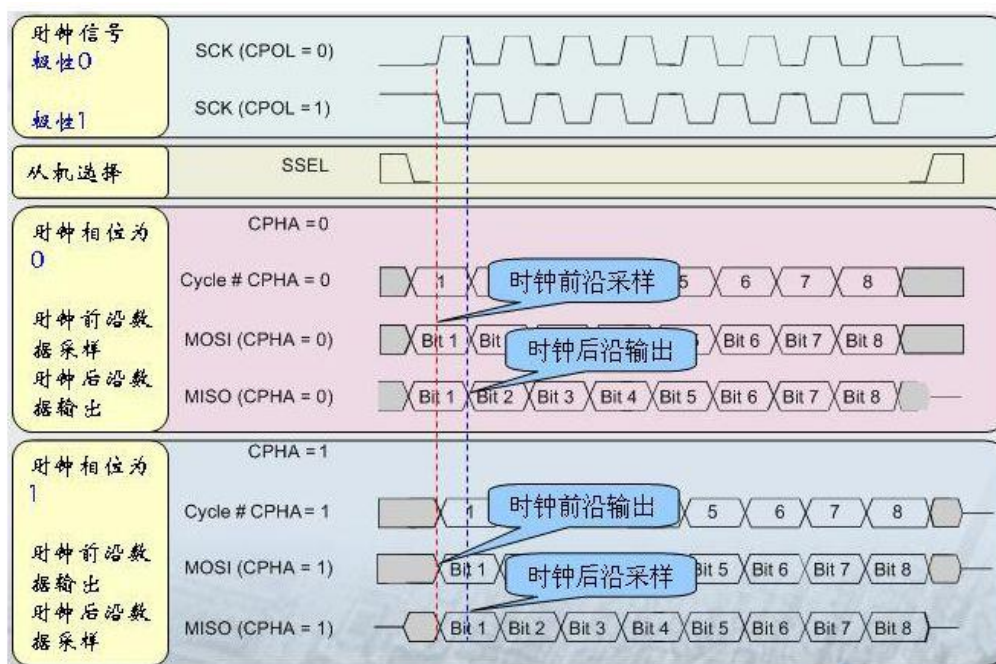 时钟信号
极性0
极性1
SCK (CPOL = 0)
SCK (CPOL = 1)
从机选择
SSEL
时钟相位为
0
时钟前沿数
据采样
时钟后沿数
据输出
CPHA = 0
Cycle # CPHA = 0
1
5
6
7
8
时钟前沿采样
MOSI (CPHA = 0)
Bit 1
Bit
Bit 6
Bit 7
Bit 8
时钟后沿输出
MISO (CPHA = 0)
Bit 1
Bit 2
Bit 3
Bit 4
Bit 5
Bit 6
Bit 7
Bit 8
时钟相位为
1
时钟前沿数
据输出
时钟后沿数
据采样
CPHA = 1
Cycle # CPHA = 1
1
5
6
7
8
时钟前沿输出
MOSI (CPHA = 1)
Bit 1
Bit 5
Bit 6
Bit 7
Bit 8
时钟后沿采样
MISO (CPHA = 1)
Bit 1
Bit 2
Bit 3
Bit 4
Bit 5
Bit 6
Bit 7
Bit 8